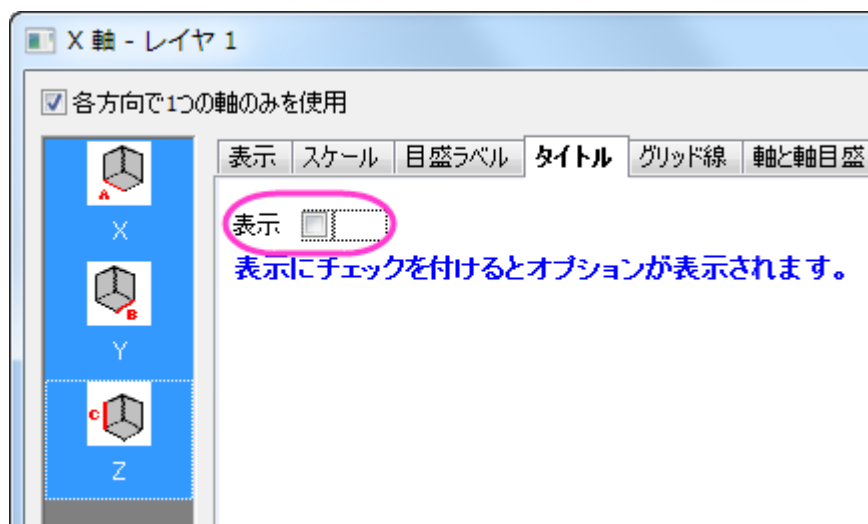 X 軸 - レイヤ 1
各方向で1つの軸のみを使用
表示 スケール 目盛ラベル タイトル グリッド線 軸と軸目盛
A
X
表示
表示にチェックを付けるとオプションが表示されます。
B
Y
C
Z